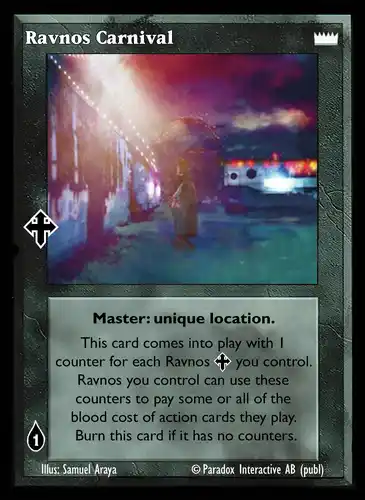 Ravnos Carnival
Master: unique location.
This card comes into play with 1
counter for each Ravnos you control.
Ravnos you control can use these
counters to pay some or all of the
blood cost of action cards they play.
Burn this card if it has no counters.
1
Illus: Samuel Araya © Paradox Interactive AB (publ)